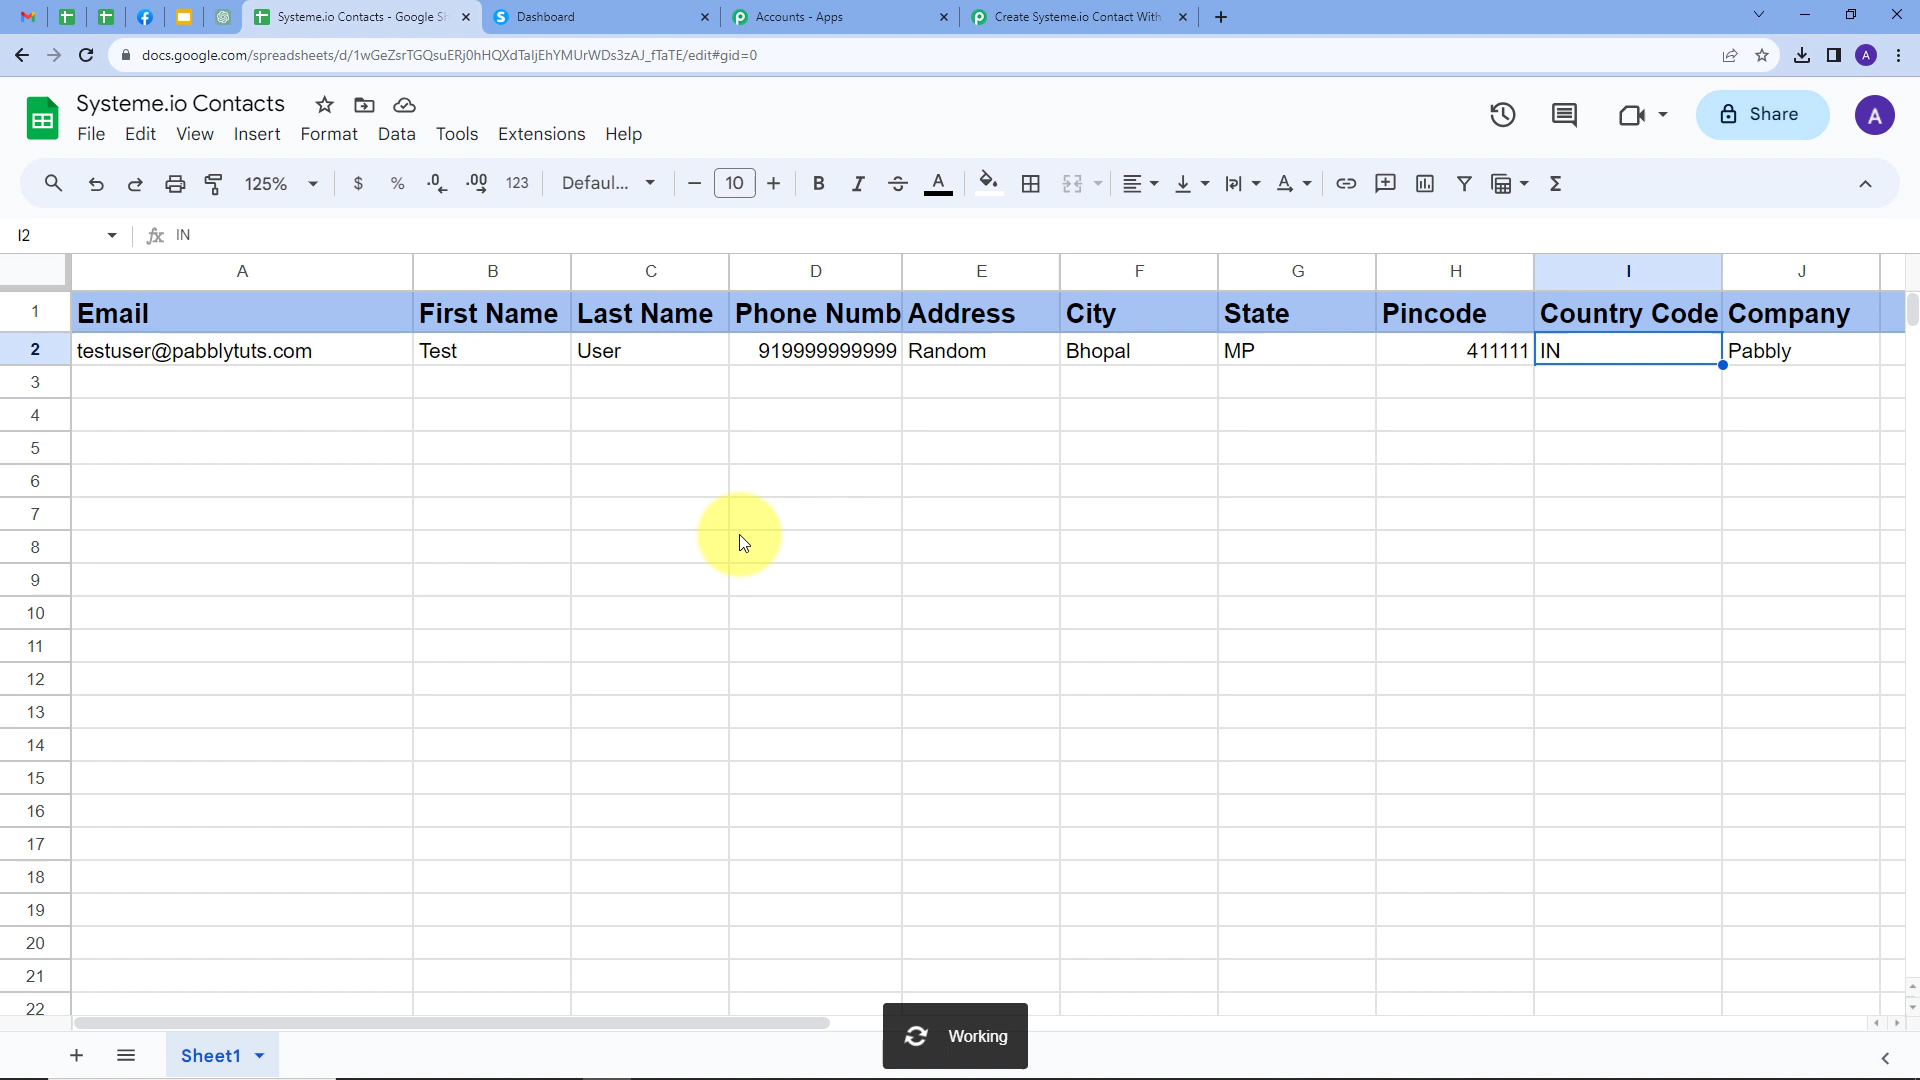 Systeme.io Contacts - Google Sh
Dashboard
Accounts - Apps
Create Systeme.io Contact With
docs.google.com/spreadsheets/d/1wGeZsrTGQsuERj0hHQXdTaljEhYMUrWDs3zAJ_fTaTE/edit#gid=0
A
Systeme.io Contacts
File Edit View Insert Format Data Tools Extensions Help
Share
A
125% $ % .0 .00 123 Defaul... 10 B I S A A Σ
I2 fx IN
A B C D E F G H I J
1 Email First Name Last Name Phone Numb Address City State Pincode Country Code Company
2 testuser@pabblytuts.com Test User 919999999999 Random Bhopal MP 411111 IN Pabbly
3
4
5
6
7
8
9
10
11
12
13
14
15
16
17
18
19
20
21
22
Working
Sheet1